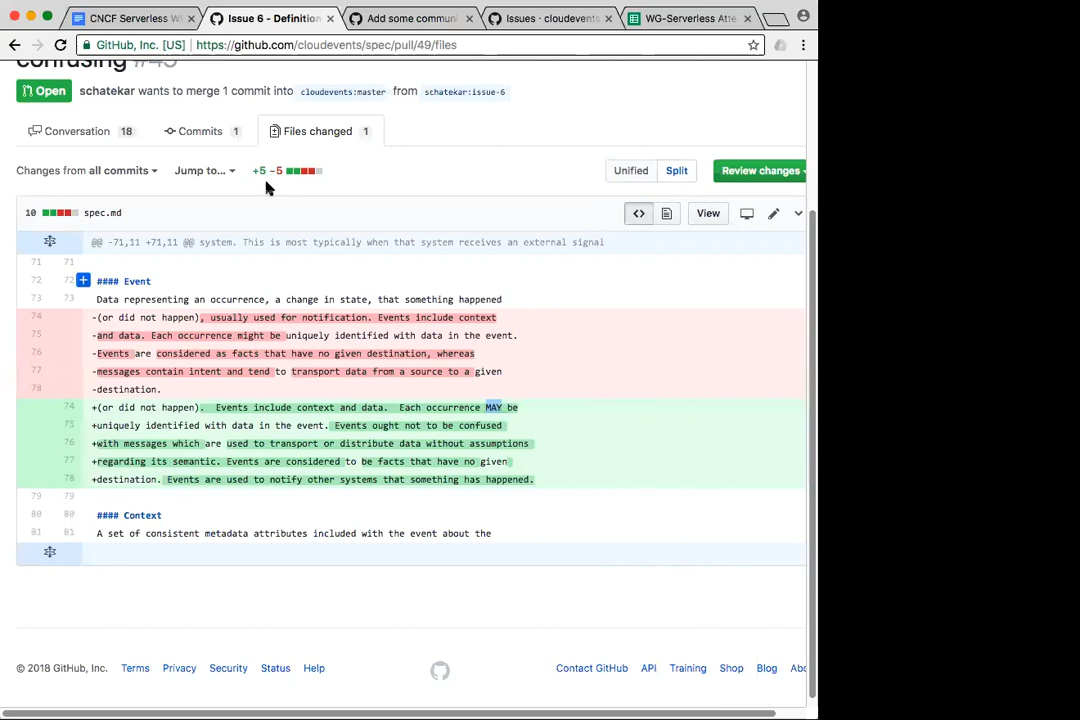 CNCF Serverless W
Issue 6 - Definition
Add some communi
Issues · cloudevents
WG-Serverless Atte
GitHub, Inc. [US]
https://github.com/cloudevents/spec/pull/49/files
confusing #49
Open
schatekar wants to merge 1 commit into cloudevents:master from schatekar:issue-6
Conversation 18
Commits 1
Files changed 1
Changes from all commits
Jump to...
+5 −5
Unified
Split
Review changes
10 spec.md
View
@@ -71,11 +71,11 @@ system. This is most typically when that system receives an external signal
71 71
72 72 #### Event
73 73 Data representing an occurrence, a change in state, that something happened
74 -(or did not happen), usually used for notification. Events include context
75 -and data. Each occurrence might be uniquely identified with data in the event.
76 -Events are considered as facts that have no given destination, whereas
77 -messages contain intent and tend to transport data from a source to a given
78 -destination.
74 +(or did not happen).  Events include context and data.  Each occurrence MAY be
75 +uniquely identified with data in the event. Events ought not to be confused
76 +with messages which are used to transport or distribute data without assumptions
77 +regarding its semantic. Events are considered to be facts that have no given
78 +destination. Events are used to notify other systems that something has happened.
79 79
80 80 #### Context
81 81 A set of consistent metadata attributes included with the event about the
© 2018 GitHub, Inc.
Terms
Privacy
Security
Status
Help
Contact GitHub
API
Training
Shop
Blog
Abo